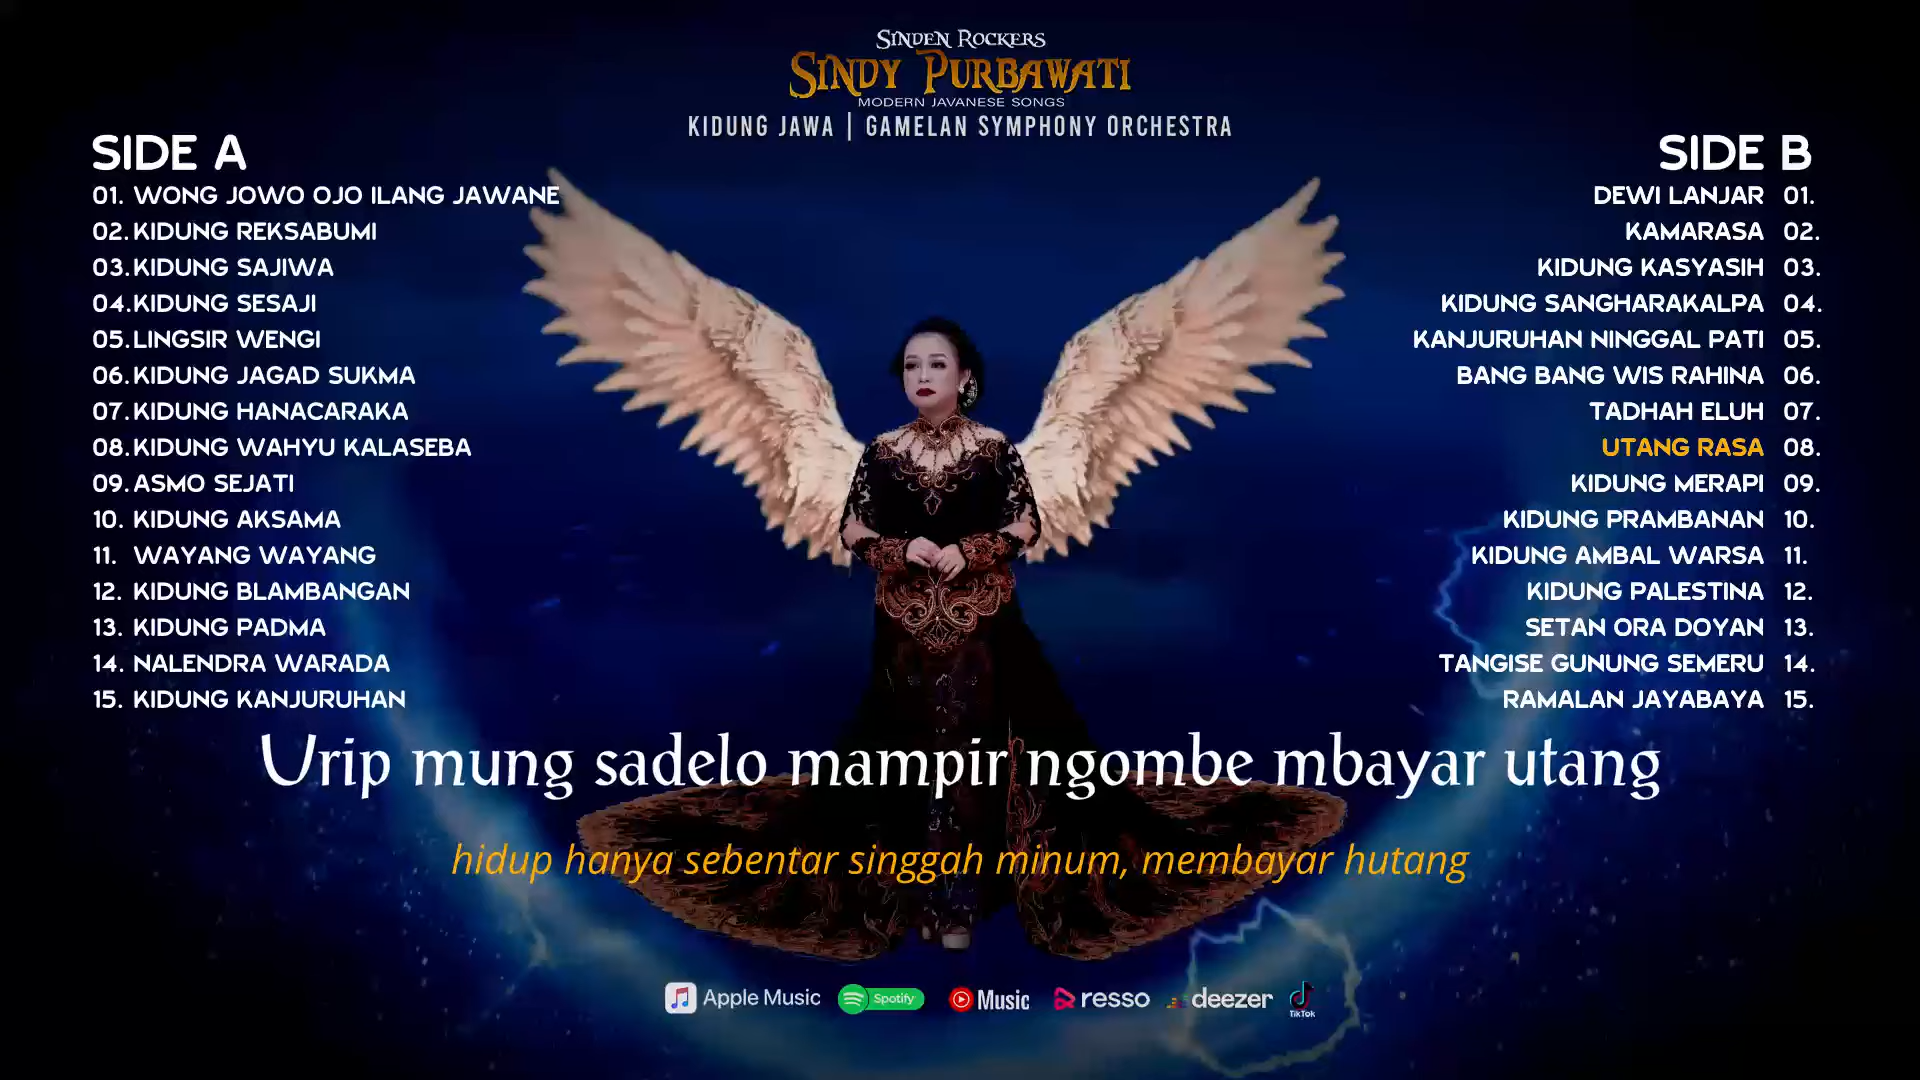 SINDEN ROCKERS
SINDY PURBAWATI
MODERN JAVANESE SONGS
KIDUNG JAWA | GAMELAN SYMPHONY ORCHESTRA
SIDE A
01. WONG JOWO OJO ILANG JAWANE
02. KIDUNG REKSABUMI
03. KIDUNG SAJIWA
04. KIDUNG SESAJI
05. LINGSIR WENGI
06. KIDUNG JAGAD SUKMA
07. KIDUNG HANACARAKA
08. KIDUNG WAHYU KALASEBA
09. ASMO SEJATI
10. KIDUNG AKSAMA
11. WAYANG WAYANG
12. KIDUNG BLAMBANGAN
13. KIDUNG PADMA
14. NALENDRA WARADA
15. KIDUNG KANJURUHAN
SIDE B
DEWI LANJAR 01.
KAMARASA 02.
KIDUNG KASYASIH 03.
KIDUNG SANGHARAKALPA 04.
KANJURUHAN NINGGAL PATI 05.
BANG BANG WIS RAHINA 06.
TADHAH ELUH 07.
UTANG RASA 08.
KIDUNG MERAPI 09.
KIDUNG PRAMBANAN 10.
KIDUNG AMBAL WARSA 11.
KIDUNG PALESTINA 12.
SETAN ORA DOYAN 13.
TANGISE GUNUNG SEMERU 14.
RAMALAN JAYABAYA 15.
Urip mung sadelo mampir ngombe mbayar utang
hidup hanya sebentar singgah minum, membayar hutang
Apple Music Spotify Music resso deezer TikTok